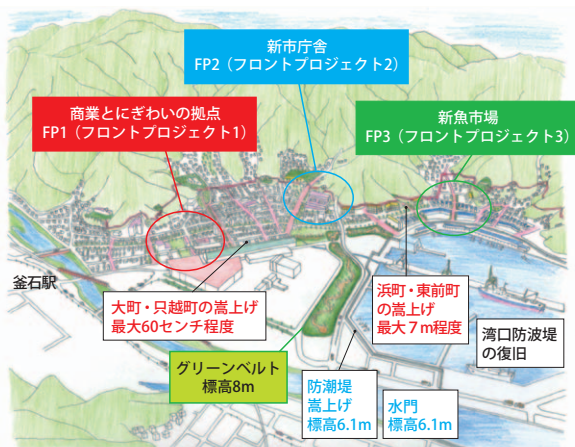 新市庁舎
FP2（フロントプロジェクト2）
商業とにぎわいの拠点
FP1（フロントプロジェクト1）
新魚市場
FP3（フロントプロジェクト3）
釜石駅
大町・只越町の嵩上げ
最大60センチ程度
浜町・東前町
の嵩上げ
最大７ｍ程度
湾口防波堤
の復旧
グリーンベルト
標高8m
防潮堤
嵩上げ
標高6.1m
水門
標高6.1m